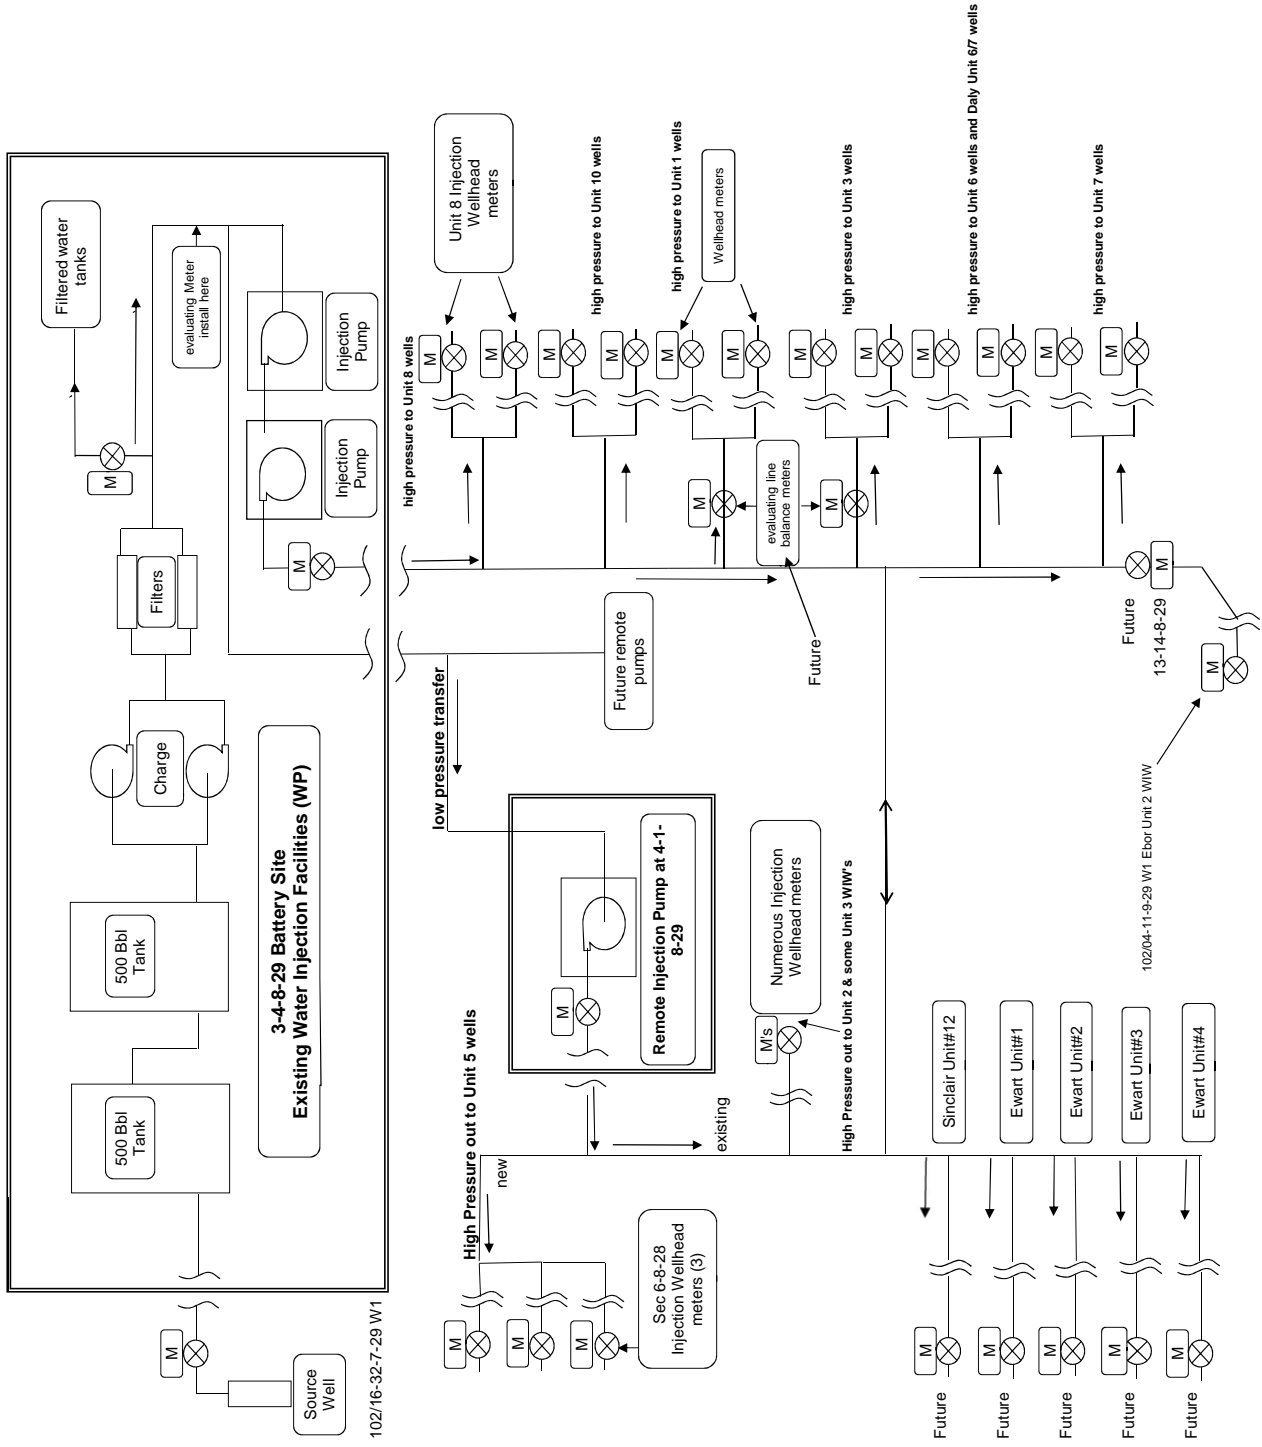 Source
Well
102/16-32-7-29 W1
M
500 Bbl
Tank
500 Bbl
Tank
3-4-8-29 Battery Site
Existing Water Injection Facilities (WP)
Charge
Filters
M
Filtered water
tanks
evaluating Meter
install here
Injection
Pump
Injection
Pump
M
high pressure to Unit 8 wells
M
M
Unit 8 Injection
Wellhead
meters
high pressure to Unit 10 wells
M
M
high pressure to Unit 1 wells
M
M
M
Wellhead meters
evaluating line
balance meters
Future
high pressure to Unit 3 wells
M
M
M
high pressure to Unit 6 wells and Daly Unit 6/7 wells
M
M
high pressure to Unit 7 wells
M
M
Future
M
13-14-8-29
M
102/04-11-9-29 W1 Ebor Unit 2 WIW
low pressure transfer
Future remote
pumps
Remote Injection Pump at 4-1-
8-29
M
High Pressure out to Unit 5 wells
new
existing
M
M
M
Sec 6-8-28
Injection Wellhead
meters (3)
M's
Numerous Injection
Wellhead meters
High Pressure out to Unit 2 & some Unit 3 WIW's
Sinclair Unit#12
Ewart Unit#1
Ewart Unit#2
Ewart Unit#3
Ewart Unit#4
M
M
M
M
M
Future
Future
Future
Future
Future